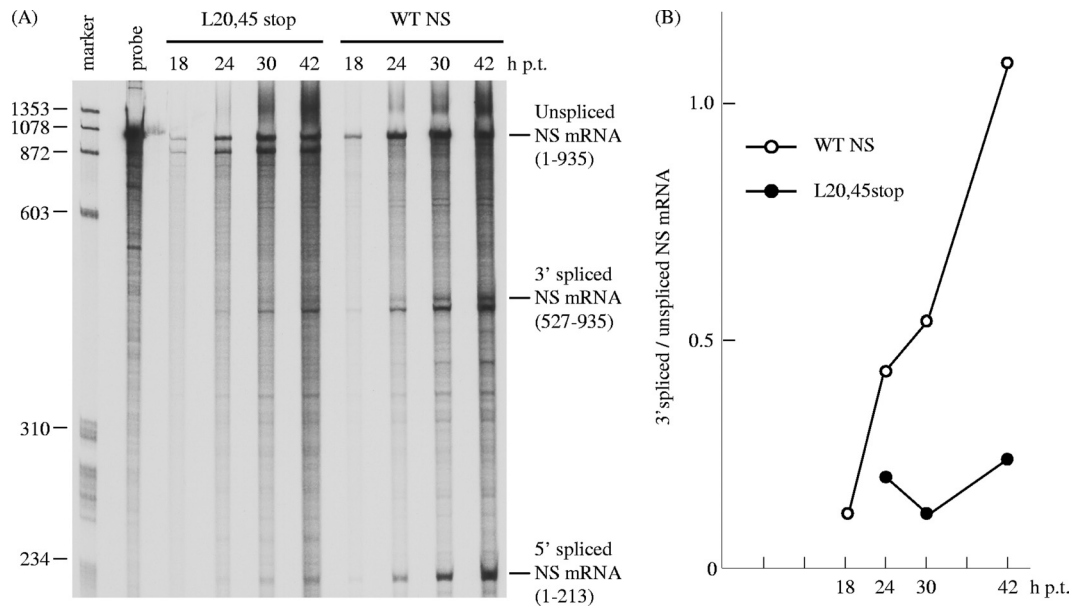 (A)
marker
probe
L20,45 stop
WT NS
18 24 30 42 18 24 30 42 h p.t.
1353
1078
872
603
310
234
Unspliced
NS mRNA
(1-935)
3’ spliced
NS mRNA
(527-935)
5’ spliced
NS mRNA
(1-213)
(B)
3’spliced / unspliced NS mRNA
1.0
0.5
0
WT NS
L20,45stop
18 24 30 42 h p.t.